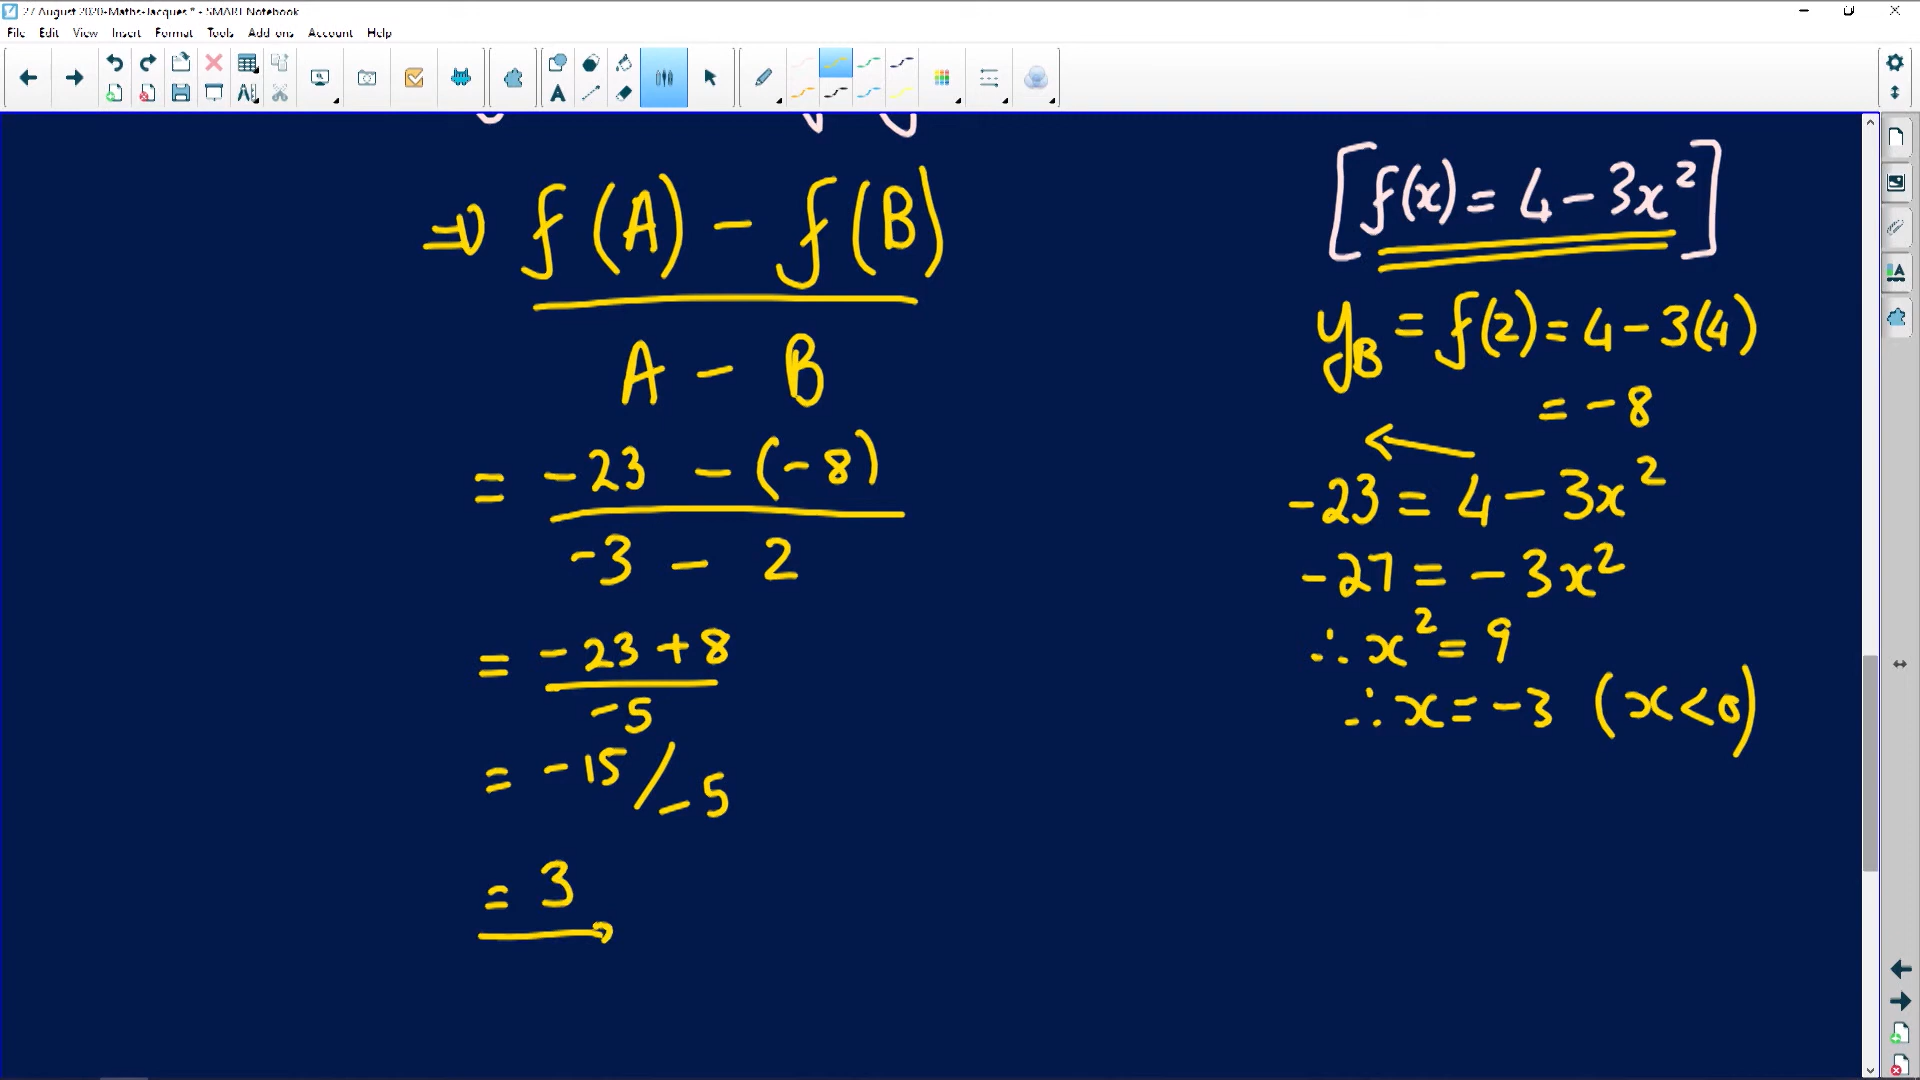 27 August 2020-Maths-Jacques * - SMART Notebook
File Edit View Insert Format Tools Add-ons Account Help
⇒ f(A) - f(B)
A - B
= -23 - (-8)
-3 - 2
= -23 + 8
-5
= -15/-5
= 3
[f(x) = 4 - 3x²]
y_B = f(2) = 4 - 3(4)
= -8
←
-23 = 4 - 3x²
-27 = -3x²
∴ x² = 9
∴ x = -3 (x < 0)